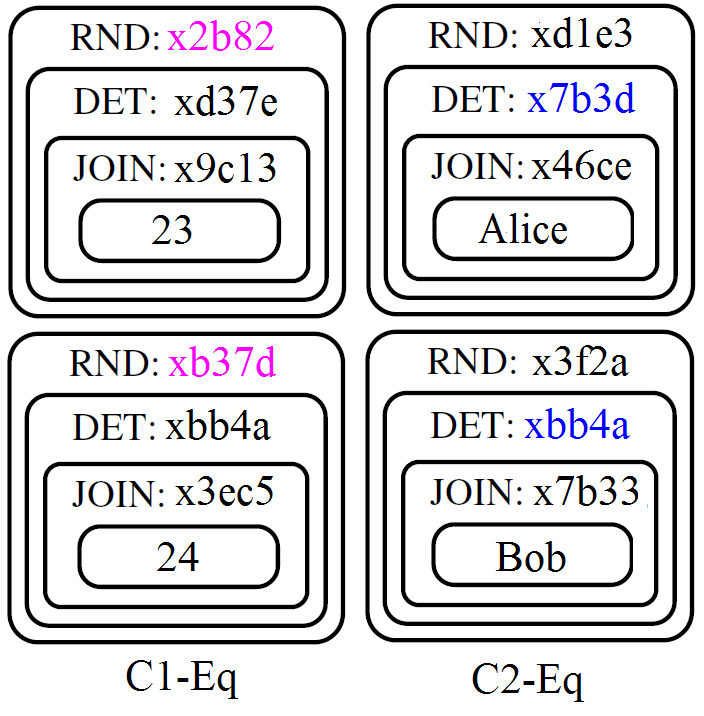 RND: x2b82
DET: xd37e
JOIN: x9c13
23
RND: xd1e3
DET: x7b3d
JOIN: x46ce
Alice
RND: xb37d
DET: xbb4a
JOIN: x3ec5
24
RND: x3f2a
DET: xbb4a
JOIN: x7b33
Bob
C1-Eq
C2-Eq